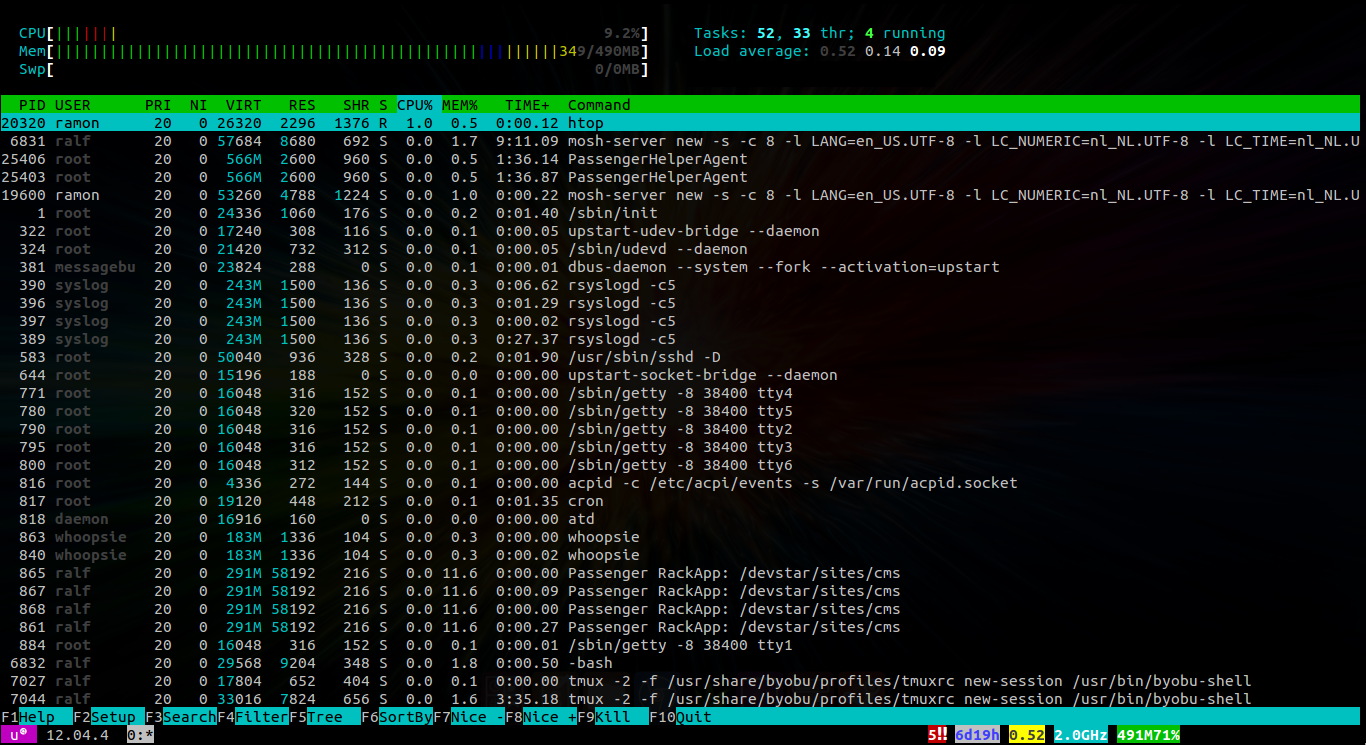 CPU[||||||| 9.2%] Tasks: 52, 33 thr; 4 running
Mem[||||||||||||||||||||||||||||||||||||||||||||||||||||||||349/490MB] Load average: 0.52 0.14 0.09
Swp[ 0/0MB]
PID USER PRI NI VIRT RES SHR S CPU% MEM% TIME+ Command
20320 ramon 20 0 26320 2296 1376 R 1.0 0.5 0:00.12 htop
6831 ralf 20 0 57684 8680 692 S 0.0 1.7 9:11.09 mosh-server new -s -c 8 -l LANG=en_US.UTF-8 -l LC_NUMERIC=nl_NL.UTF-8 -l LC_TIME=nl_NL.U
25406 root 20 0 566M 2600 960 S 0.0 0.5 1:36.14 PassengerHelperAgent
25403 root 20 0 566M 2600 960 S 0.0 0.5 1:36.87 PassengerHelperAgent
19600 ramon 20 0 53260 4788 1224 S 0.0 1.0 0:00.22 mosh-server new -s -c 8 -l LANG=en_US.UTF-8 -l LC_NUMERIC=nl_NL.UTF-8 -l LC_TIME=nl_NL.U
1 root 20 0 24336 1060 176 S 0.0 0.2 0:01.40 /sbin/init
322 root 20 0 17240 308 116 S 0.0 0.1 0:00.05 upstart-udev-bridge --daemon
324 root 20 0 21420 732 312 S 0.0 0.1 0:00.05 /sbin/udevd --daemon
381 messagebu 20 0 23824 288 0 S 0.0 0.1 0:00.01 dbus-daemon --system --fork --activation=upstart
390 syslog 20 0 243M 1500 136 S 0.0 0.3 0:06.62 rsyslogd -c5
396 syslog 20 0 243M 1500 136 S 0.0 0.3 0:01.29 rsyslogd -c5
397 syslog 20 0 243M 1500 136 S 0.0 0.3 0:00.02 rsyslogd -c5
389 syslog 20 0 243M 1500 136 S 0.0 0.3 0:27.37 rsyslogd -c5
583 root 20 0 50040 936 328 S 0.0 0.2 0:01.90 /usr/sbin/sshd -D
644 root 20 0 15196 188 0 S 0.0 0.0 0:00.00 upstart-socket-bridge --daemon
771 root 20 0 16048 316 152 S 0.0 0.1 0:00.00 /sbin/getty -8 38400 tty4
780 root 20 0 16048 320 152 S 0.0 0.1 0:00.00 /sbin/getty -8 38400 tty5
790 root 20 0 16048 316 152 S 0.0 0.1 0:00.00 /sbin/getty -8 38400 tty2
795 root 20 0 16048 316 152 S 0.0 0.1 0:00.00 /sbin/getty -8 38400 tty3
800 root 20 0 16048 312 152 S 0.0 0.1 0:00.00 /sbin/getty -8 38400 tty6
816 root 20 0 4336 272 144 S 0.0 0.1 0:00.00 acpid -c /etc/acpi/events -s /var/run/acpid.socket
817 root 20 0 19120 448 212 S 0.0 0.1 0:01.35 cron
818 daemon 20 0 16916 160 0 S 0.0 0.0 0:00.00 atd
863 whoopsie 20 0 183M 1336 104 S 0.0 0.3 0:00.00 whoopsie
840 whoopsie 20 0 183M 1336 104 S 0.0 0.3 0:00.02 whoopsie
865 ralf 20 0 291M 58192 216 S 0.0 11.6 0:00.00 Passenger RackApp: /devstar/sites/cms
867 ralf 20 0 291M 58192 216 S 0.0 11.6 0:00.09 Passenger RackApp: /devstar/sites/cms
868 ralf 20 0 291M 58192 216 S 0.0 11.6 0:00.00 Passenger RackApp: /devstar/sites/cms
861 ralf 20 0 291M 58192 216 S 0.0 11.6 0:00.27 Passenger RackApp: /devstar/sites/cms
884 root 20 0 16048 316 152 S 0.0 0.1 0:00.01 /sbin/getty -8 38400 tty1
6832 ralf 20 0 29568 9204 348 S 0.0 1.8 0:00.50 -bash
7027 ralf 20 0 17804 652 404 S 0.0 0.1 0:00.00 tmux -2 -f /usr/share/byobu/profiles/tmuxrc new-session /usr/bin/byobu-shell
7044 ralf 20 0 33016 7824 656 S 0.0 1.6 3:35.18 tmux -2 -f /usr/share/byobu/profiles/tmuxrc new-session /usr/bin/byobu-shell
F1Help F2Setup F3SearchF4FilterF5Tree F6SortByF7Nice -F8Nice +F9Kill F10Quit
u® 12.04.4 0:* 5!! 6d19h 0.52 2.0GHz 491M71%